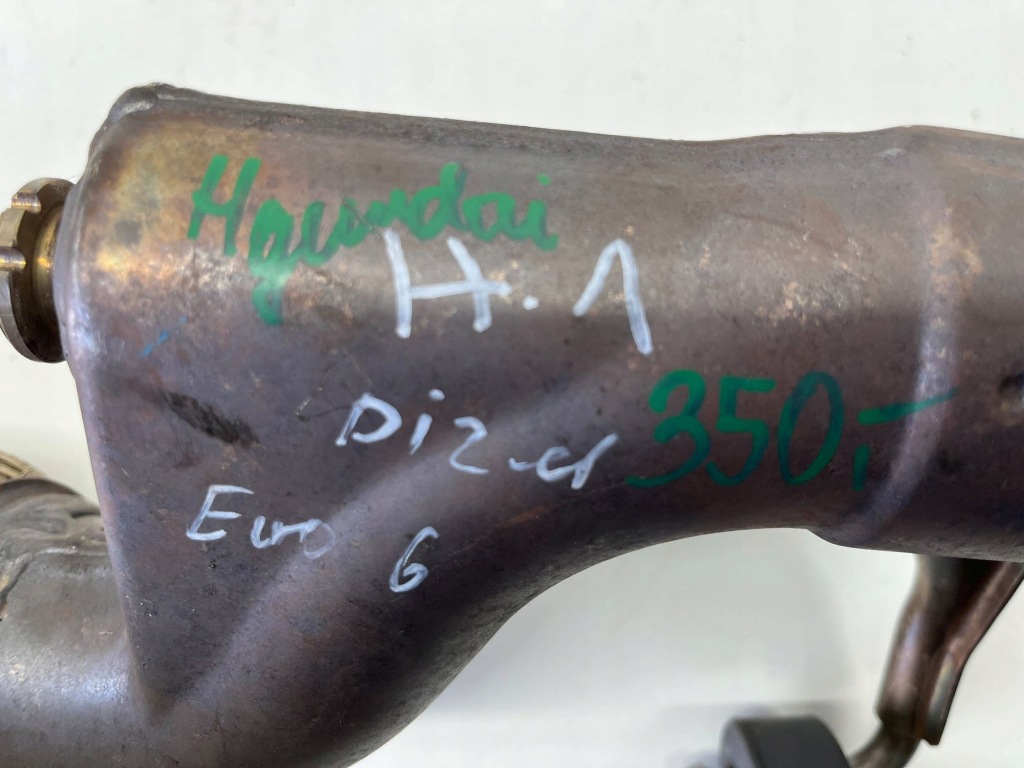 Hyundai
H.1
Dizel 350,-
Euro 6